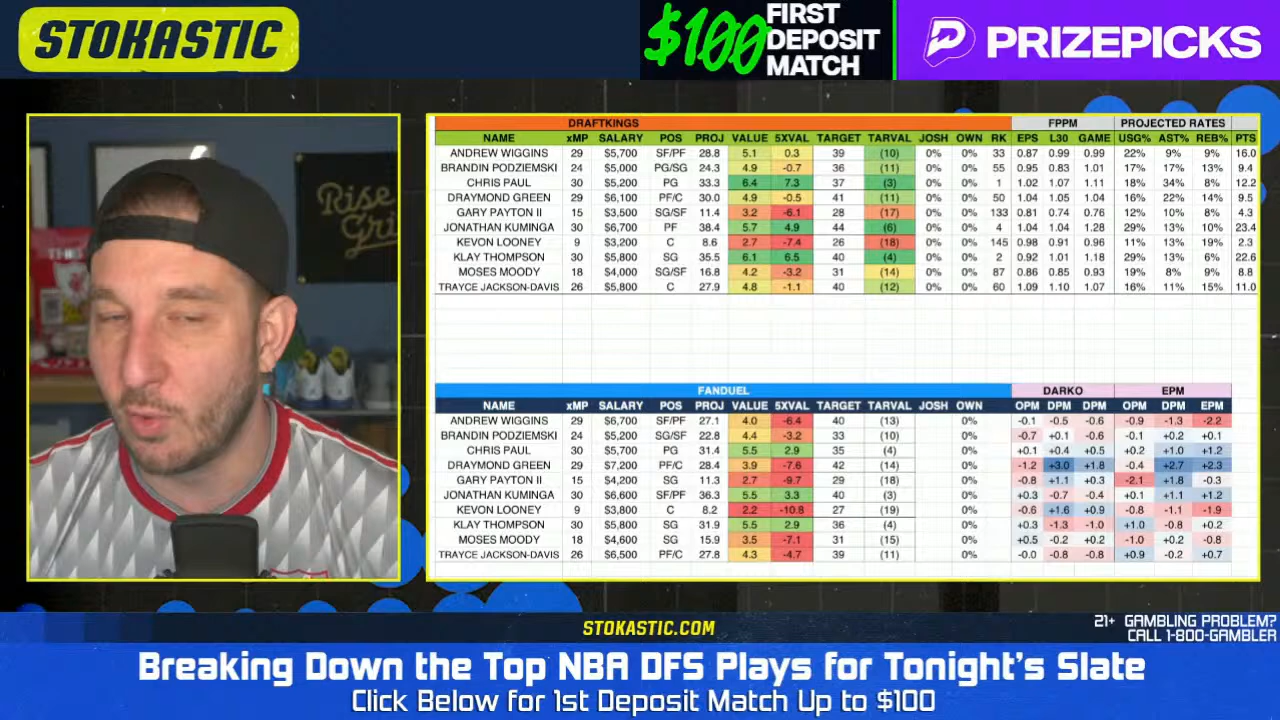 STOKASTIC
$100 FIRST DEPOSIT MATCH
PRIZEPICKS
Rise
Gri
DRAFTKINGS FPPM PROJECTED RATES
NAME xMP SALARY POS PROJ VALUE 5XVAL TARGET TARVAL JOSH OWN RK EPS L30 GAME USG% AST% REB% PTS
ANDREW WIGGINS 29 $5,700 SF/PF 28.8 5.1 0.3 39 (10) 0% 0% 33 0.87 0.99 0.99 22% 9% 9% 16.0
BRANDIN PODZIEMSKI 24 $5,000 PG/SG 24.3 4.9 -0.7 36 (11) 0% 0% 55 0.95 0.83 1.01 17% 17% 13% 9.4
CHRIS PAUL 30 $5,200 PG 33.3 6.4 7.3 37 (3) 0% 0% 1 1.02 1.07 1.11 18% 34% 8% 12.2
DRAYMOND GREEN 29 $6,100 PF/C 30.0 4.9 -0.5 41 (11) 0% 0% 50 1.04 1.05 1.04 16% 22% 14% 9.5
GARY PAYTON II 15 $3,500 SG/SF 11.4 3.2 -6.1 28 (17) 0% 0% 133 0.81 0.74 0.76 12% 10% 8% 4.3
JONATHAN KUMINGA 30 $6,700 PF 38.4 5.7 4.9 44 (6) 0% 0% 4 1.04 1.04 1.28 29% 13% 10% 23.4
KEVON LOONEY 9 $3,200 C 8.6 2.7 -7.4 26 (18) 0% 0% 145 0.98 0.91 0.96 11% 13% 19% 2.3
KLAY THOMPSON 30 $5,800 SG 35.5 6.1 6.5 40 (4) 0% 0% 2 0.92 1.01 1.18 29% 13% 6% 22.6
MOSES MOODY 18 $4,000 SG/SF 16.8 4.2 -3.2 31 (14) 0% 0% 87 0.86 0.85 0.93 19% 8% 9% 8.8
TRAYCE JACKSON-DAVIS 26 $5,800 C 27.9 4.8 -1.1 40 (12) 0% 0% 60 1.09 1.10 1.07 16% 11% 15% 11.0
FANDUEL DARKO EPM
NAME xMP SALARY POS PROJ VALUE 5XVAL TARGET TARVAL JOSH OWN OPM DPM DPM OPM DPM EPM
ANDREW WIGGINS 29 $6,700 SF/PF 27.1 4.0 -6.4 40 (13) 0% -0.1 -0.5 -0.6 -0.9 -1.3 -2.2
BRANDIN PODZIEMSKI 24 $5,200 SG/SF 22.8 4.4 -3.2 33 (10) 0% -0.7 +0.1 -0.6 -0.1 +0.2 +0.1
CHRIS PAUL 30 $5,700 PG 31.4 5.5 2.9 35 (4) 0% +0.1 +0.4 +0.5 +0.2 +1.0 +1.2
DRAYMOND GREEN 29 $7,200 PF/C 28.4 3.9 -7.6 42 (14) 0% -1.2 +3.0 +1.8 -0.4 +2.7 +2.3
GARY PAYTON II 15 $4,200 SG 11.3 2.7 -9.7 29 (18) 0% -0.8 +1.1 +0.3 -2.1 +1.8 -0.3
JONATHAN KUMINGA 30 $6,600 SF/PF 36.3 5.5 3.3 40 (3) 0% +0.3 -0.7 -0.4 +0.1 +1.1 +1.2
KEVON LOONEY 9 $3,800 C 8.2 2.2 -10.8 27 (19) 0% -0.6 +1.6 +0.9 -0.8 -1.1 -1.9
KLAY THOMPSON 30 $5,800 SG 31.9 5.5 2.9 36 (4) 0% +0.3 -1.3 -1.0 +1.0 -0.8 +0.2
MOSES MOODY 18 $4,600 SG 15.9 3.5 -7.1 31 (15) 0% +0.5 -0.2 +0.2 -1.0 +0.2 -0.8
TRAYCE JACKSON-DAVIS 26 $6,500 PF/C 27.8 4.3 -4.7 39 (11) 0% -0.0 -0.8 -0.8 +0.9 -0.2 +0.7
STOKASTIC.COM
21+ GAMBLING PROBLEM?
CALL 1-800-GAMBLER
Breaking Down the Top NBA DFS Plays for Tonight's Slate
Click Below for 1st Deposit Match Up to $100